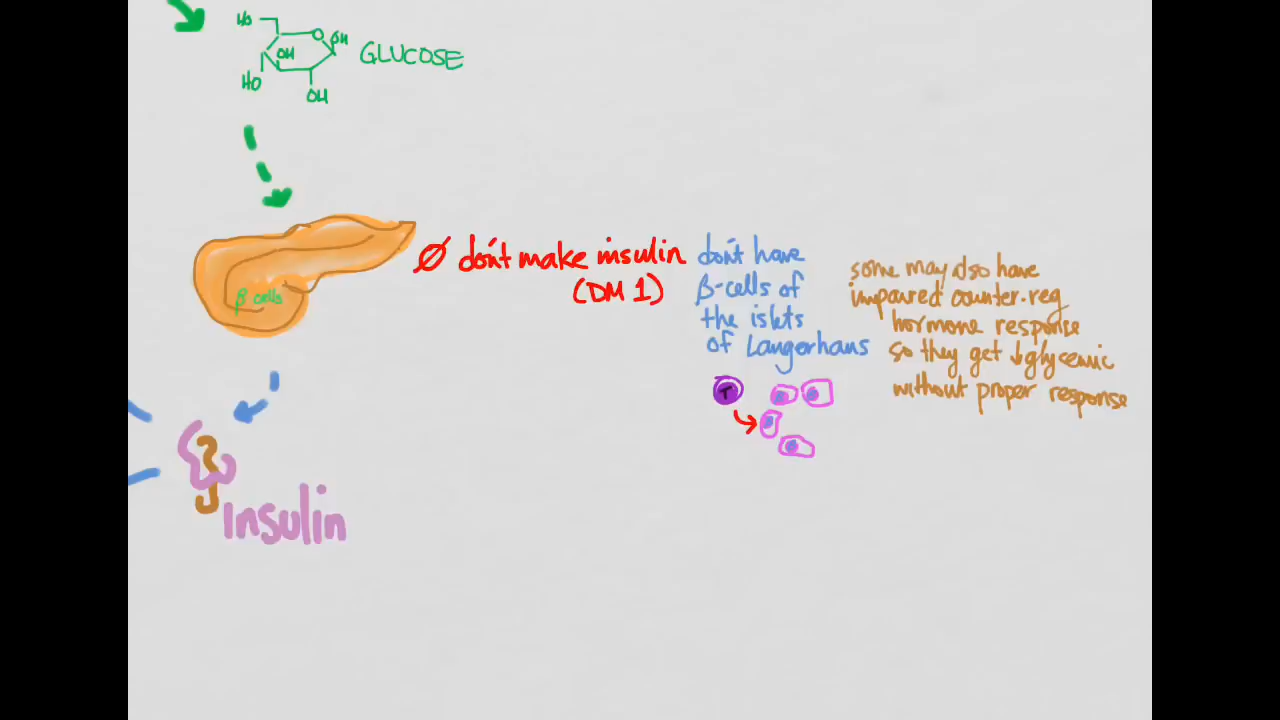 HO
OH
OH
HO
OH
GLUCOSE
β cells
Ø don't make insulin
(DM 1)
don't have
β-cells of
the islets
of Langerhans
some may also have
impaired counter-reg
hormone response
so they get ↓glycemic
without proper response
T
Insulin